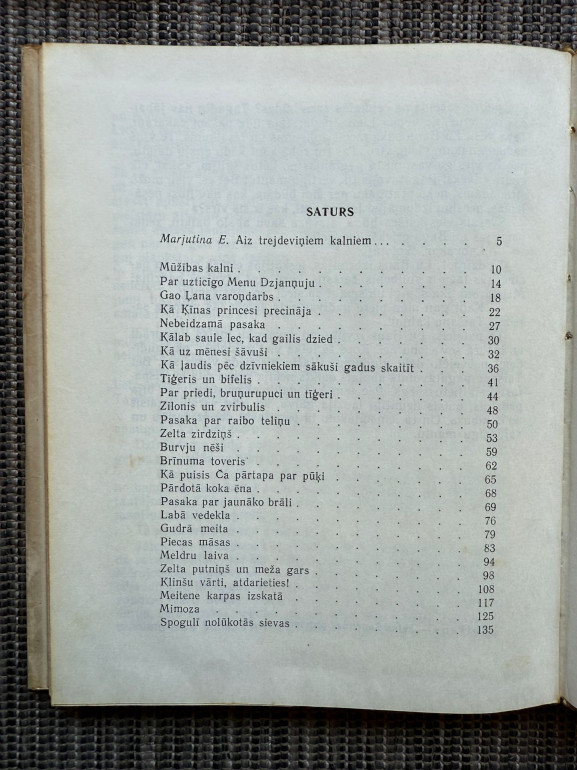 SATURS
Marjutina E. Aiz trejdeviņiem kalniem . . . . . . . 5
Mūžības kalni . . . . . . . . . . 10
Par uzticīgo Menu Dzjanņuju . . . . . . . 14
Gao Ļana varoņdarbs . . . . . . . . 18
Kā Ķīnas princesi precināja . . . . . . . 22
Nebeidzamā pasaka . . . . . . . . . 27
Kālab saule lec, kad gailis dzied . . . . . . 30
Kā uz mēnesi šāvuši . . . . . . . . . 32
Kā ļaudis pēc dzīvniekiem sākuši gadus skaitīt . . . . 36
Tīģeris un bifelis . . . . . . . . . 41
Par priedi, bruņurupuci un tīģeri . . . . . . 44
Zilonis un zvirbulis . . . . . . . . . 48
Pasaka par raibo teliņu . . . . . . . . 50
Zelta zirdziņš . . . . . . . . . . 53
Burvju nēši . . . . . . . . . . . 59
Brīnuma toveris . . . . . . . . . . 62
Kā puisis Ca pārtapa par pūķi . . . . . . 65
Pārdotā koka ēna . . . . . . . . . 68
Pasaka par jaunāko brāli . . . . . . . . 69
Labā vedekla . . . . . . . . . . 76
Gudrā meita . . . . . . . . . . 79
Piecas māsas . . . . . . . . . . 83
Meldru laiva . . . . . . . . . . 94
Zelta putniņš un meža gars . . . . . . . 98
Klinšu vārti, atdarieties! . . . . . . . . 108
Meitene karpas izskatā . . . . . . . . 117
Mimoza . . . . . . . . . . . 125
Spogulī nolūkotās sievas . . . . . . . . 135